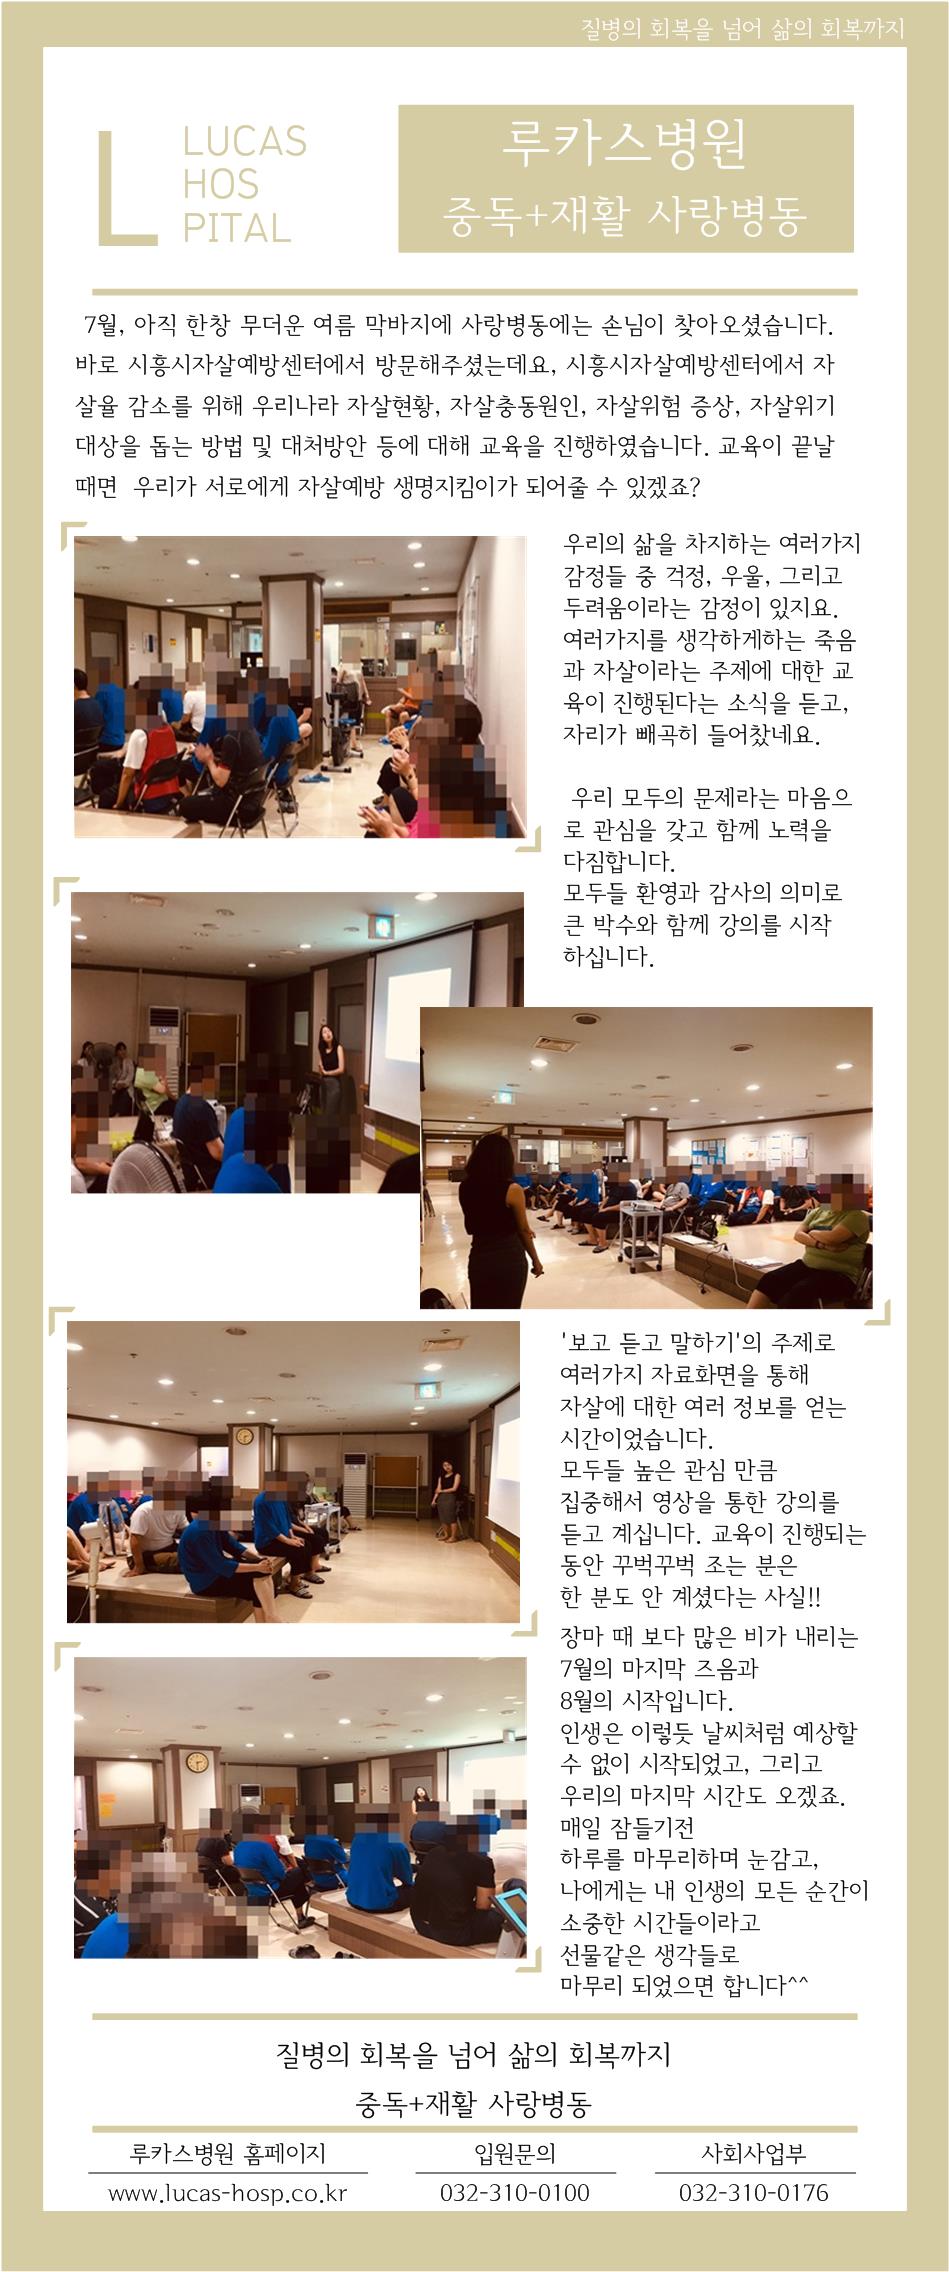 질병의 회복을 넘어 삶의 회복까지
LUCAS
HOS
PITAL
루카스병원
중독+재활 사랑병동
7월, 아직 한창 무더운 여름 막바지에 사랑병동에는 손님이 찾아오셨습니다.
바로 시흥시자살예방센터에서 방문해주셨는데요, 시흥시자살예방센터에서 자
살율 감소를 위해 우리나라 자살현황, 자살충동원인, 자살위험 증상, 자살위기
대상을 돕는 방법 및 대처방안 등에 대해 교육을 진행하였습니다. 교육이 끝날
때면 우리가 서로에게 자살예방 생명지킴이가 되어줄 수 있겠죠?
우리의 삶을 차지하는 여러가지
감정들 중 걱정, 우울, 그리고
두려움이라는 감정이 있지요.
여러가지를 생각하게하는 죽음
과 자살이라는 주제에 대한 교
육이 진행된다는 소식을 듣고,
자리가 빼곡히 들어찼네요.
우리 모두의 문제라는 마음으
로 관심을 갖고 함께 노력을
다짐합니다.
모두들 환영과 감사의 의미로
큰 박수와 함께 강의를 시작
하십니다.
'보고 듣고 말하기'의 주제로
여러가지 자료화면을 통해
자살에 대한 여러 정보를 얻는
시간이었습니다.
모두들 높은 관심 만큼
집중해서 영상을 통한 강의를
듣고 계십니다. 교육이 진행되는
동안 꾸벅꾸벅 조는 분은
한 분도 안 계셨다는 사실!!
장마 때 보다 많은 비가 내리는
7월의 마지막 즈음과
8월의 시작입니다.
인생은 이렇듯 날씨처럼 예상할
수 없이 시작되었고, 그리고
우리의 마지막 시간도 오겠죠.
매일 잠들기전
하루를 마무리하며 눈감고,
나에게는 내 인생의 모든 순간이
소중한 시간들이라고
선물같은 생각들로
마무리 되었으면 합니다^^
질병의 회복을 넘어 삶의 회복까지
중독+재활 사랑병동
루카스병원 홈페이지 입원문의 사회사업부
www.lucas-hosp.co.kr 032-310-0100 032-310-0176